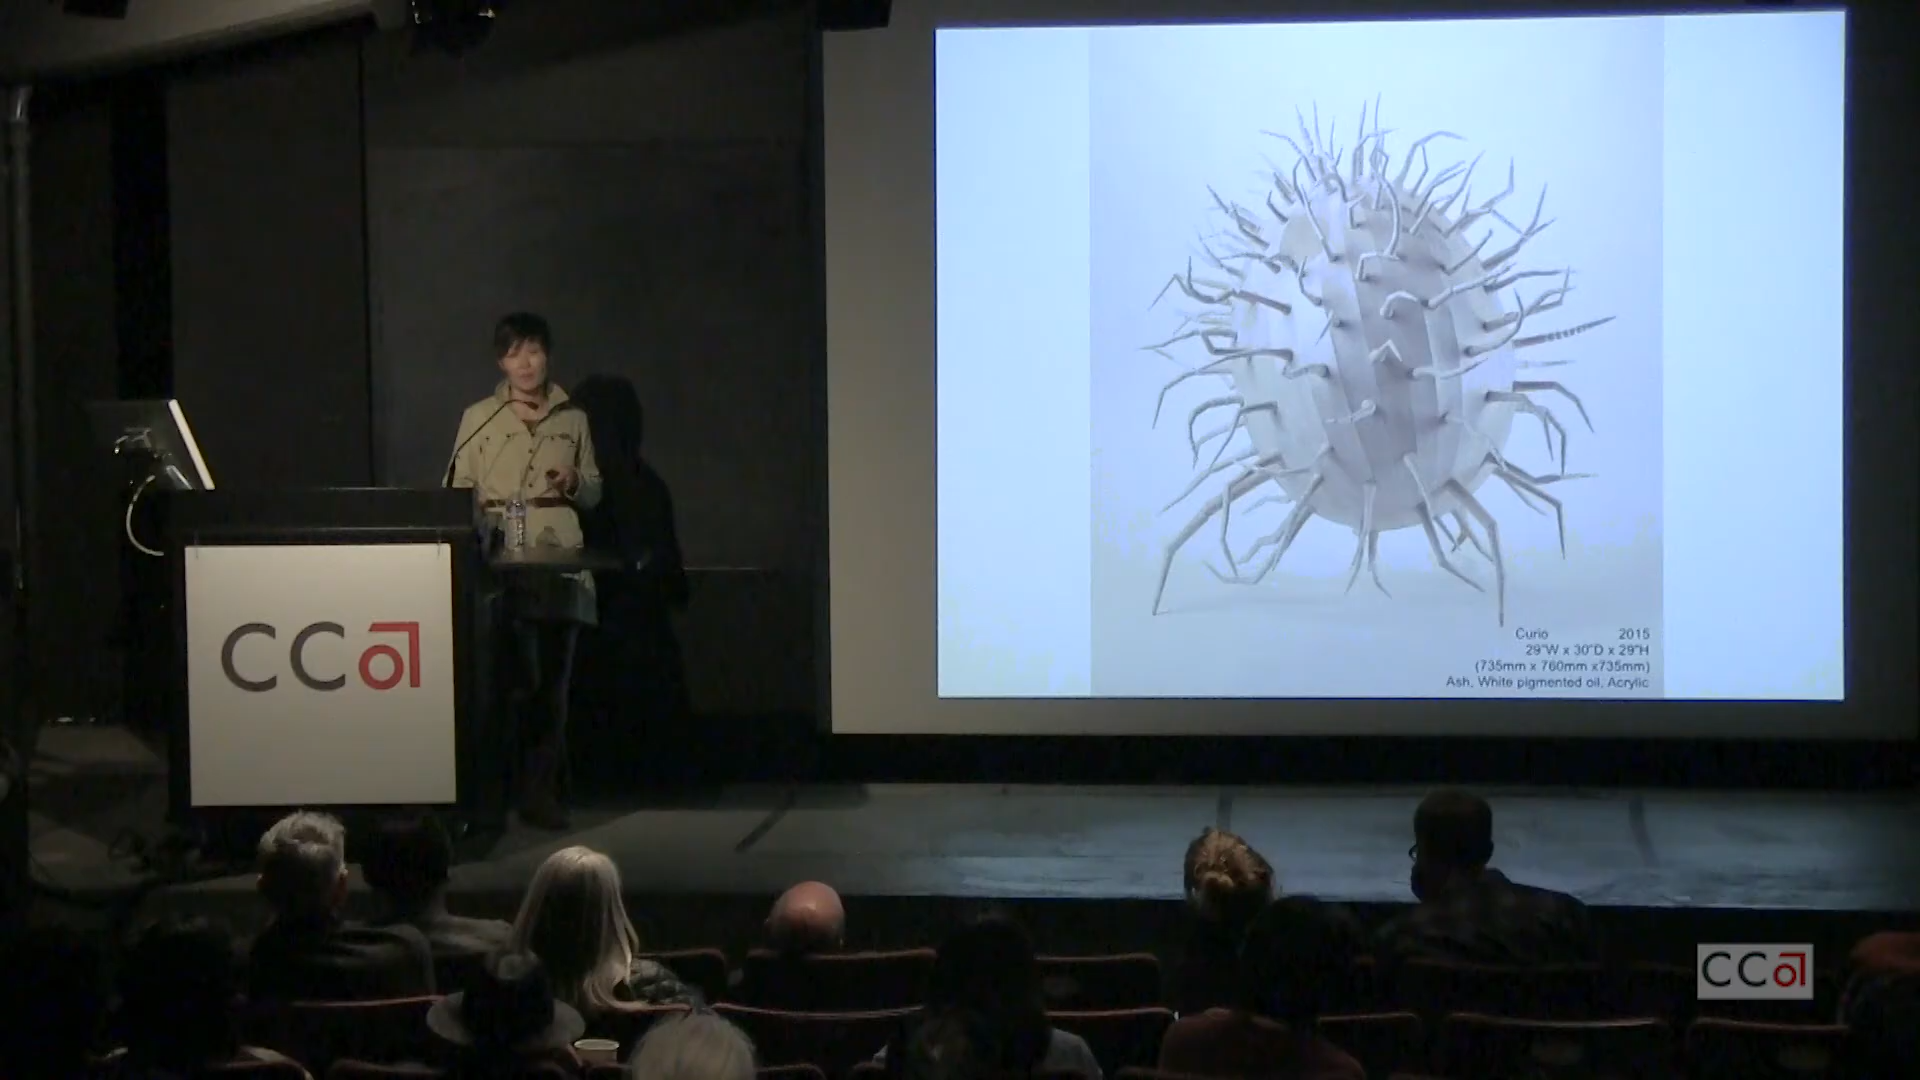 CCA
Curio 2015
29"W x 30"D x 29"H
(735mm x 760mm x735mm)
Ash, White pigmented oil, Acrylic
CCA